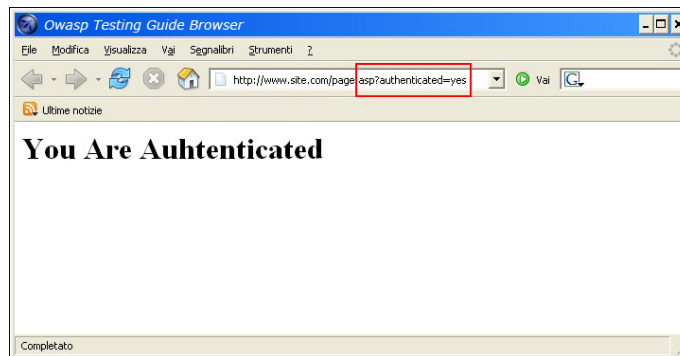 Owasp Testing Guide Browser
File Modifica Visualizza Vai Segnalibri Strumenti ?
http://www.site.com/page.asp?authenticated=yes Vai G
Ultime notizie
You Are Auhtenticated
Completato